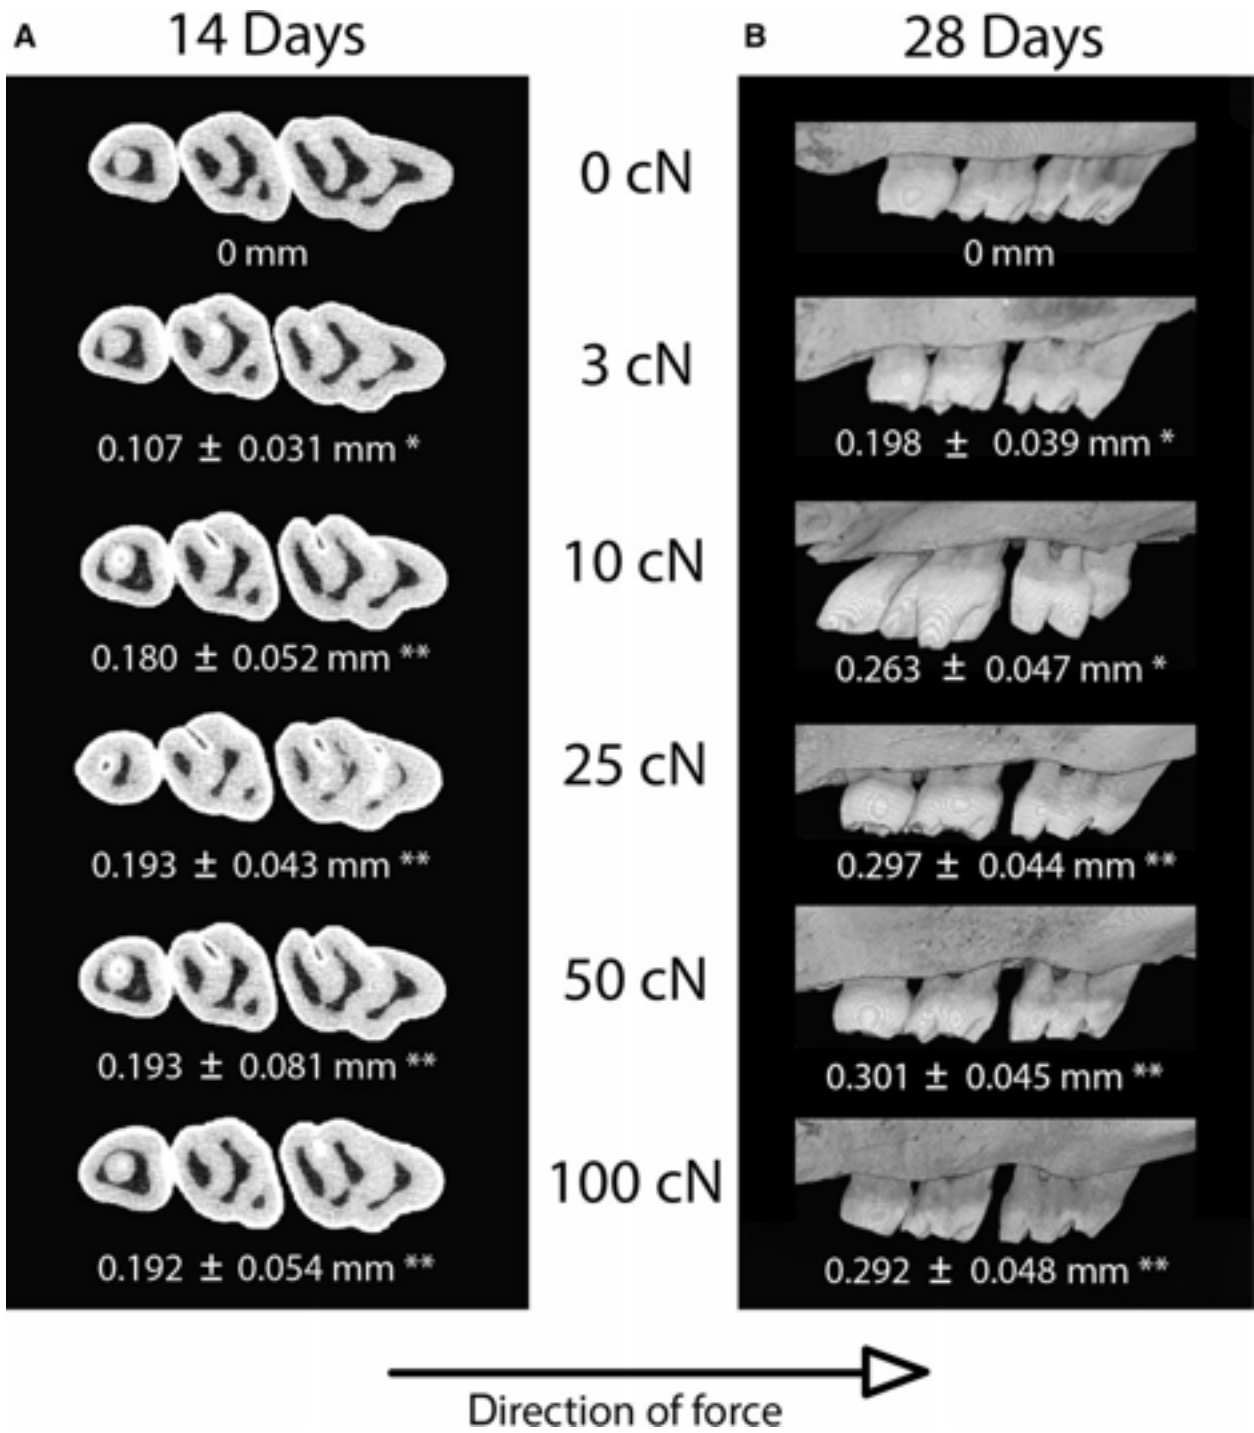 A 14 Days B 28 Days
0 cN
0 mm 0 mm
3 cN
0.107 ± 0.031 mm * 0.198 ± 0.039 mm *
10 cN
0.180 ± 0.052 mm ** 0.263 ± 0.047 mm *
25 cN
0.193 ± 0.043 mm ** 0.297 ± 0.044 mm **
50 cN
0.193 ± 0.081 mm ** 0.301 ± 0.045 mm **
100 cN
0.192 ± 0.054 mm ** 0.292 ± 0.048 mm **
Direction of force